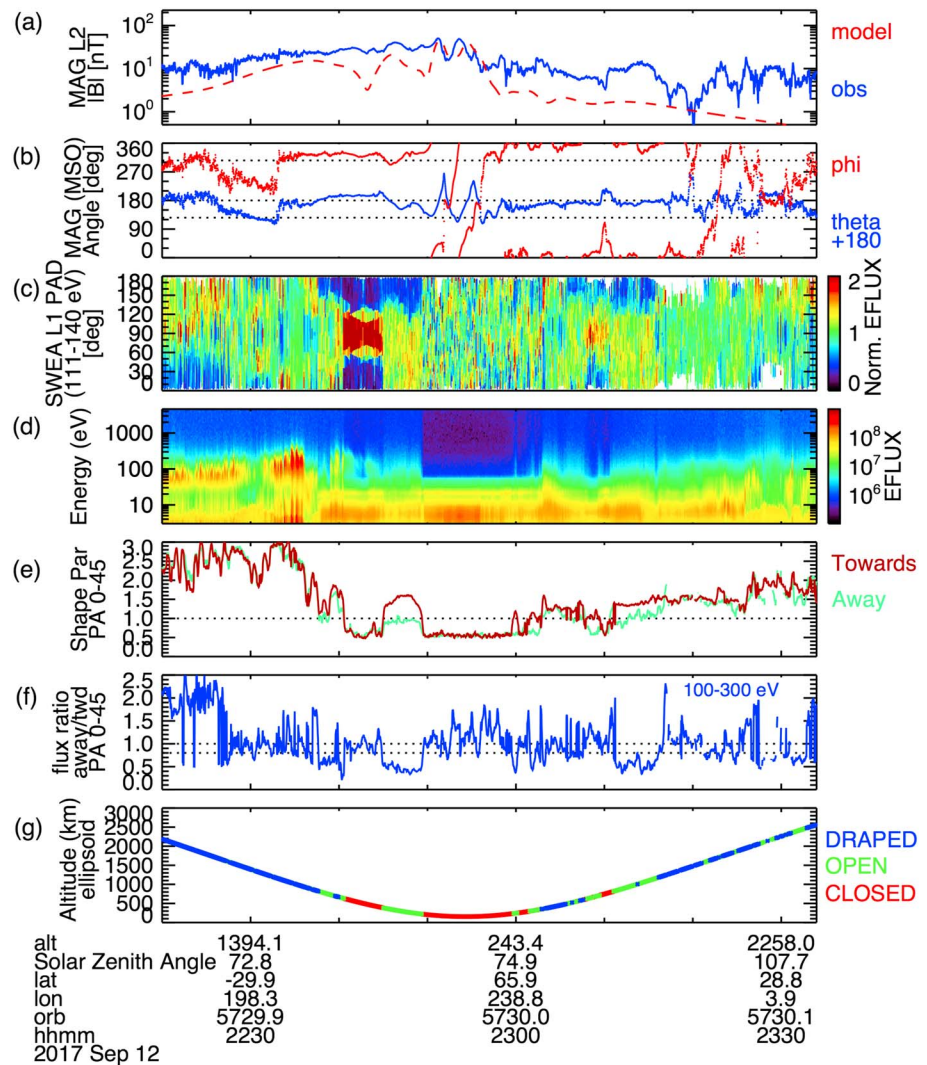 (a)
MAG L2
|B| [nT]
10²
10¹
10⁰
model
obs
(b)
MAG (MSO)
Angle [deg]
360
270
180
90
0
phi
theta
+180
(c)
SWEA L1 PAD
(111-140 eV)
[deg]
180
150
120
90
60
30
0
2
1
0
Norm. EFLUX
(d)
Energy (eV)
1000
100
10
10⁸
10⁷
10⁶
EFLUX
(e)
Shape Par
PA 0-45
3.0
2.5
2.0
1.5
1.0
0.5
Towards
Away
(f)
flux ratio
away/twd
PA 0-45
2.5
2.0
1.5
1.0
0.5
0.0
100-300 eV
(g)
Altitude (km)
ellipsoid
3000
2500
2000
1500
1000
500
0
DRAPED
OPEN
CLOSED
alt 1394.1 243.4 2258.0
Solar Zenith Angle 72.8 74.9 107.7
lat -29.9 65.9 28.8
lon 198.3 238.8 3.9
orb 5729.9 5730.0 5730.1
hhmm 2230 2300 2330
2017 Sep 12